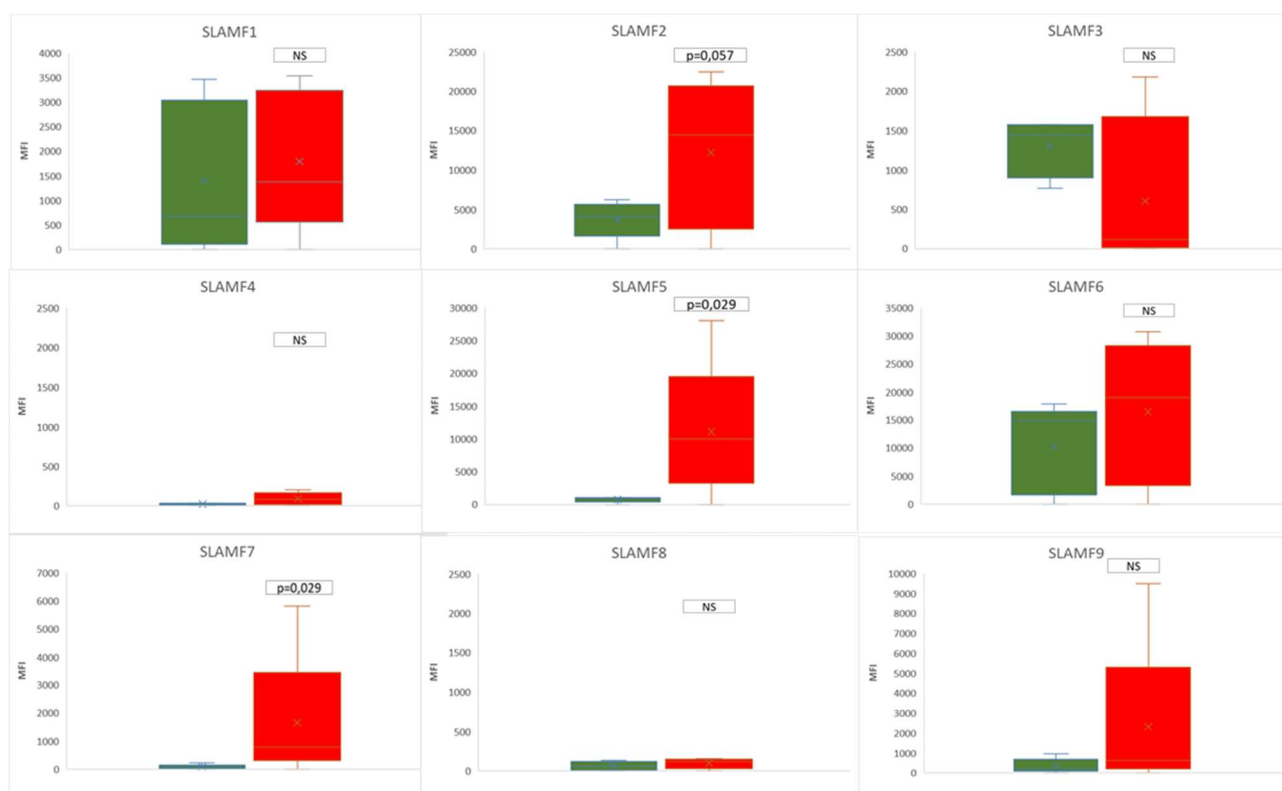 SLAMF1
NS
4000
3500
3000
2500
2000
1500
1000
500
0
MFI
SLAMF2
p=0,057
25000
20000
15000
10000
5000
0
MFI
SLAMF3
NS
2500
2000
1500
1000
500
0
MFI
SLAMF4
NS
2500
2000
1500
1000
500
0
MFI
SLAMF5
p=0,029
30000
25000
20000
15000
10000
5000
0
MFI
SLAMF6
NS
35000
30000
25000
20000
15000
10000
5000
0
MFI
SLAMF7
p=0,029
7000
6000
5000
4000
3000
2000
1000
0
MFI
SLAMF8
NS
2500
2000
1500
1000
500
0
MFI
SLAMF9
NS
10000
9000
8000
7000
6000
5000
4000
3000
2000
1000
0
MFI